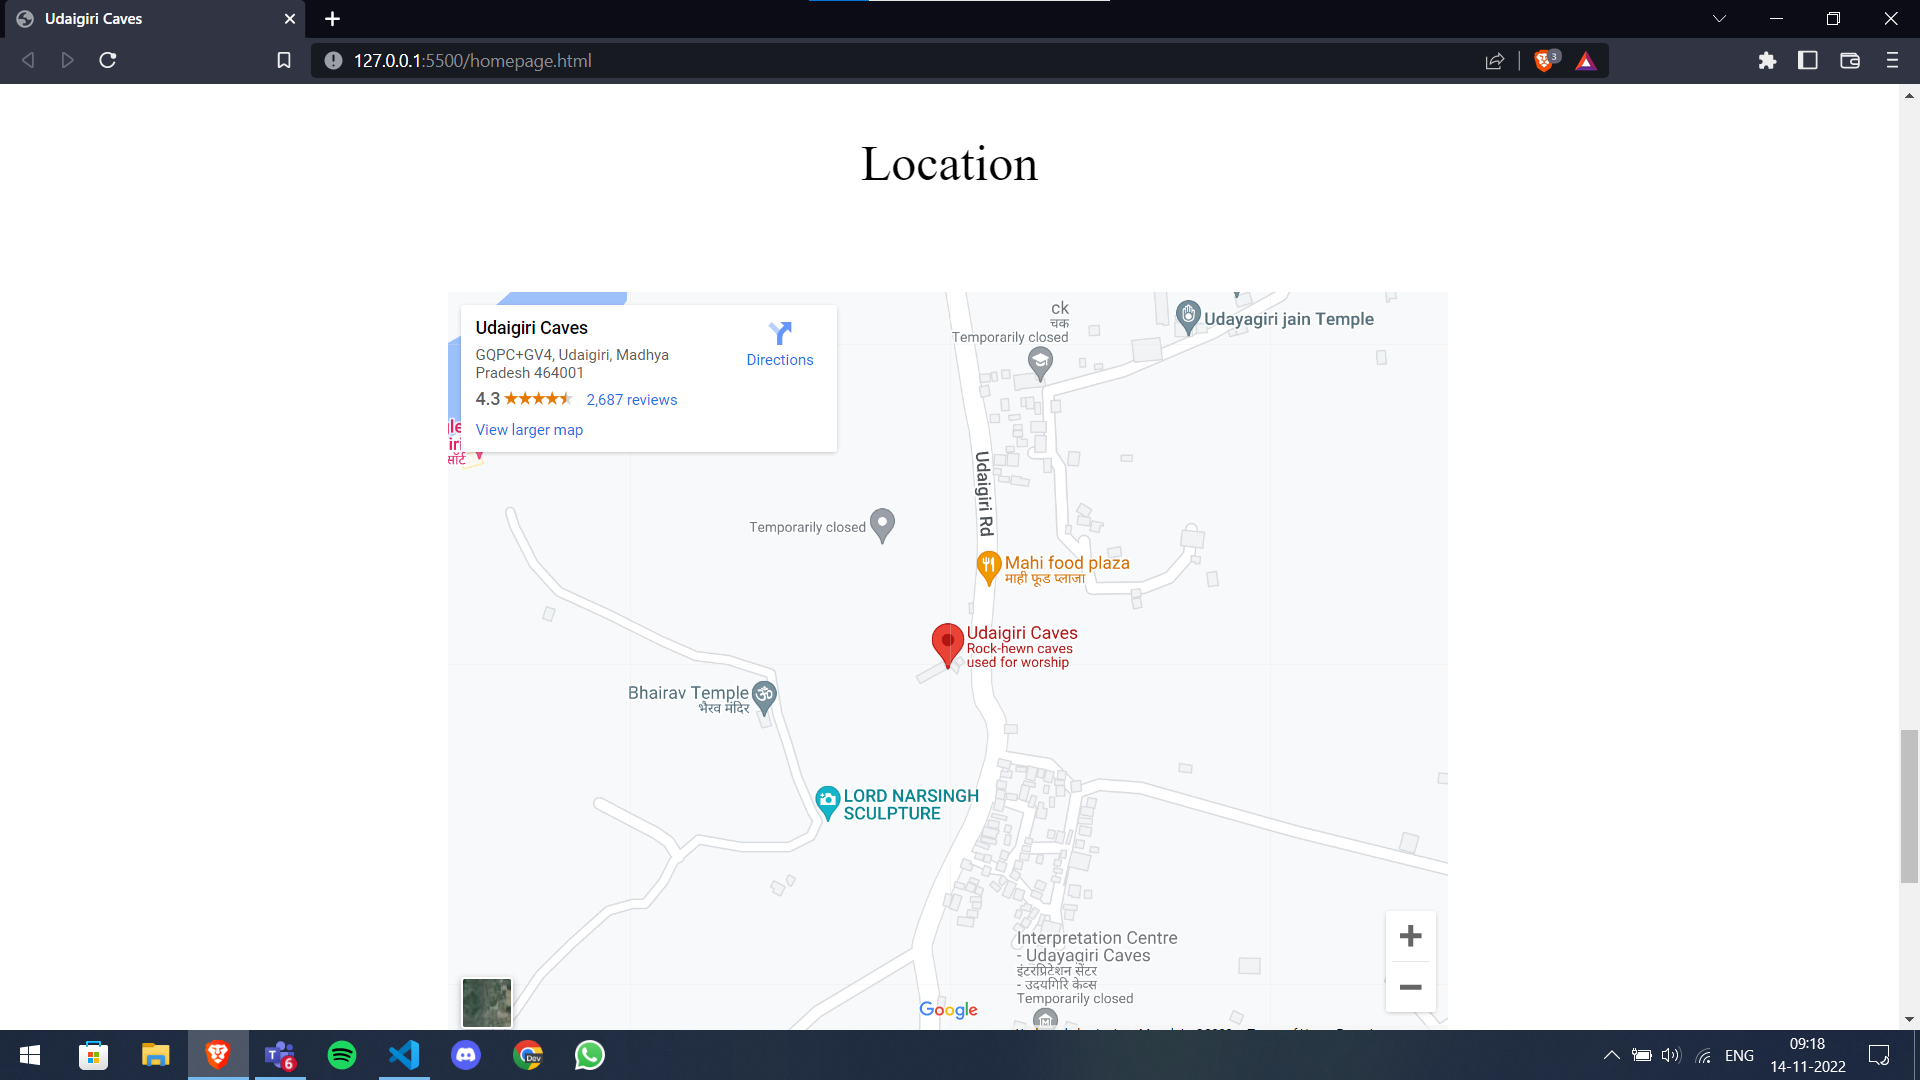 Udaigiri Caves
127.0.0.1:5500/homepage.html
3
Location
Udaigiri Caves
GQPC+GV4, Udaigiri, Madhya
Pradesh 464001
Directions
4.3
2,687 reviews
View larger map
ck
चक
Temporarily closed
Udayagiri jain Temple
सॉर्ट
Udaigiri Rd
Temporarily closed
Mahi food plaza
माही फूड प्लाजा
Udaigiri Caves
Rock-hewn caves
used for worship
Bhairav Temple
भैरव मंदिर
LORD NARSINGH
SCULPTURE
Interpretation Centre
- Udayagiri Caves
इंटरप्रिटेशन सेंटर
- उदयगिरि केव्स
Temporarily closed
Google
6
Dev
ENG
09:18
14-11-2022